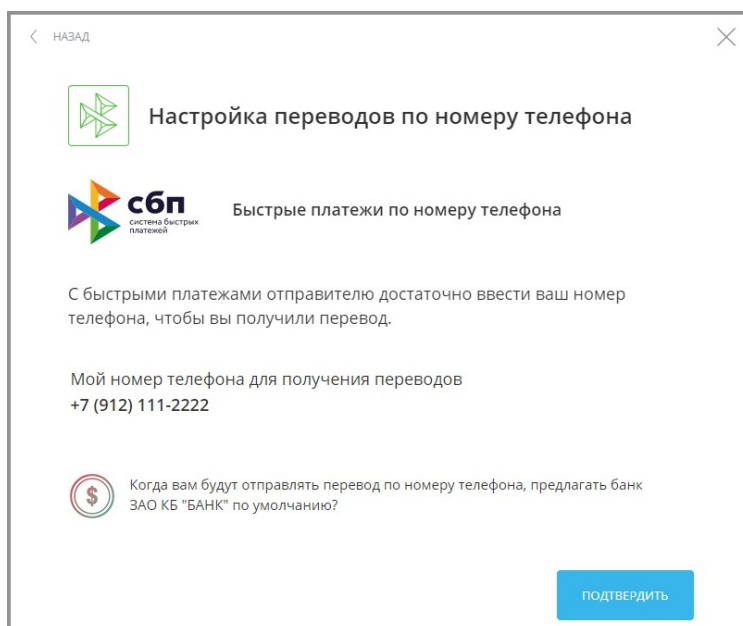 НАЗАД
Настройка переводов по номеру телефона
сбп
система быстрых
платежей
Быстрые платежи по номеру телефона
С быстрыми платежами отправителю достаточно ввести ваш номер
телефона, чтобы вы получили перевод.
Мой номер телефона для получения переводов
+7 (912) 111-2222
$
Когда вам будут отправлять перевод по номеру телефона, предлагать банк
ЗАО КБ "БАНК" по умолчанию?
ПОДТВЕРДИТЬ